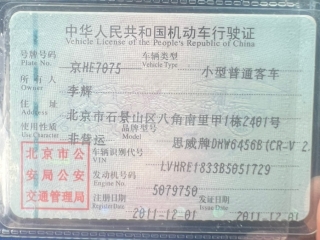 中华人民共和国机动车行驶证
Vehicle License of the People's Republic of China
号牌号码 京HE7075 车辆类型 小型普通客车
Plate No. Vehicle Type
所有人 李辉
Owner
住址 北京市石景山区八角南里甲1栋2401号
Address
使用性质 非营运 品牌型号 思威牌DHW6456B(CR-V 2.
Use Character Model
北京市公
安局公安
交通管理局
车辆识别代号 LVHRE1833B5051729
VIN
发动机号码 5079750
Engine No.
注册日期 2011-12-01 发证日期 2011-12-01
Register Date Issue Date